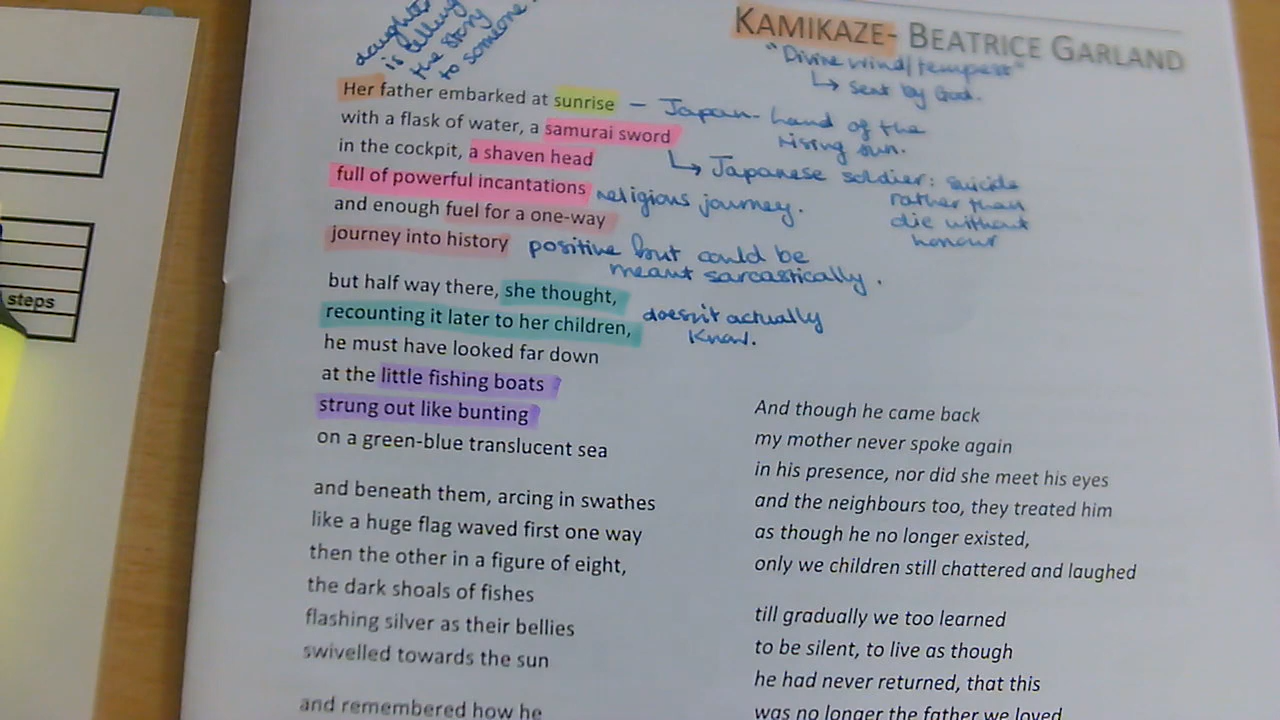 steps
daughter
is telling
the story
to someone.
KAMIKAZE- BEATRICE GARLAND
"Divine wind/tempest"
↳ sent by God.
Her father embarked at sunrise – Japan- land of the
rising sun.
with a flask of water, a samurai sword
↳ Japanese soldier: suicide
rather than
die without
honour
in the cockpit, a shaven head
full of powerful incantations religious journey.
and enough fuel for a one-way
journey into history positive but could be
meant sarcastically.
but half way there, she thought,
recounting it later to her children, doesn't actually
know.
he must have looked far down
at the little fishing boats
strung out like bunting
on a green-blue translucent sea
and beneath them, arcing in swathes
like a huge flag waved first one way
then the other in a figure of eight,
the dark shoals of fishes
flashing silver as their bellies
swivelled towards the sun
and remembered how he
And though he came back
my mother never spoke again
in his presence, nor did she meet his eyes
and the neighbours too, they treated him
as though he no longer existed,
only we children still chattered and laughed
till gradually we too learned
to be silent, to live as though
he had never returned, that this
was no longer the father we loved